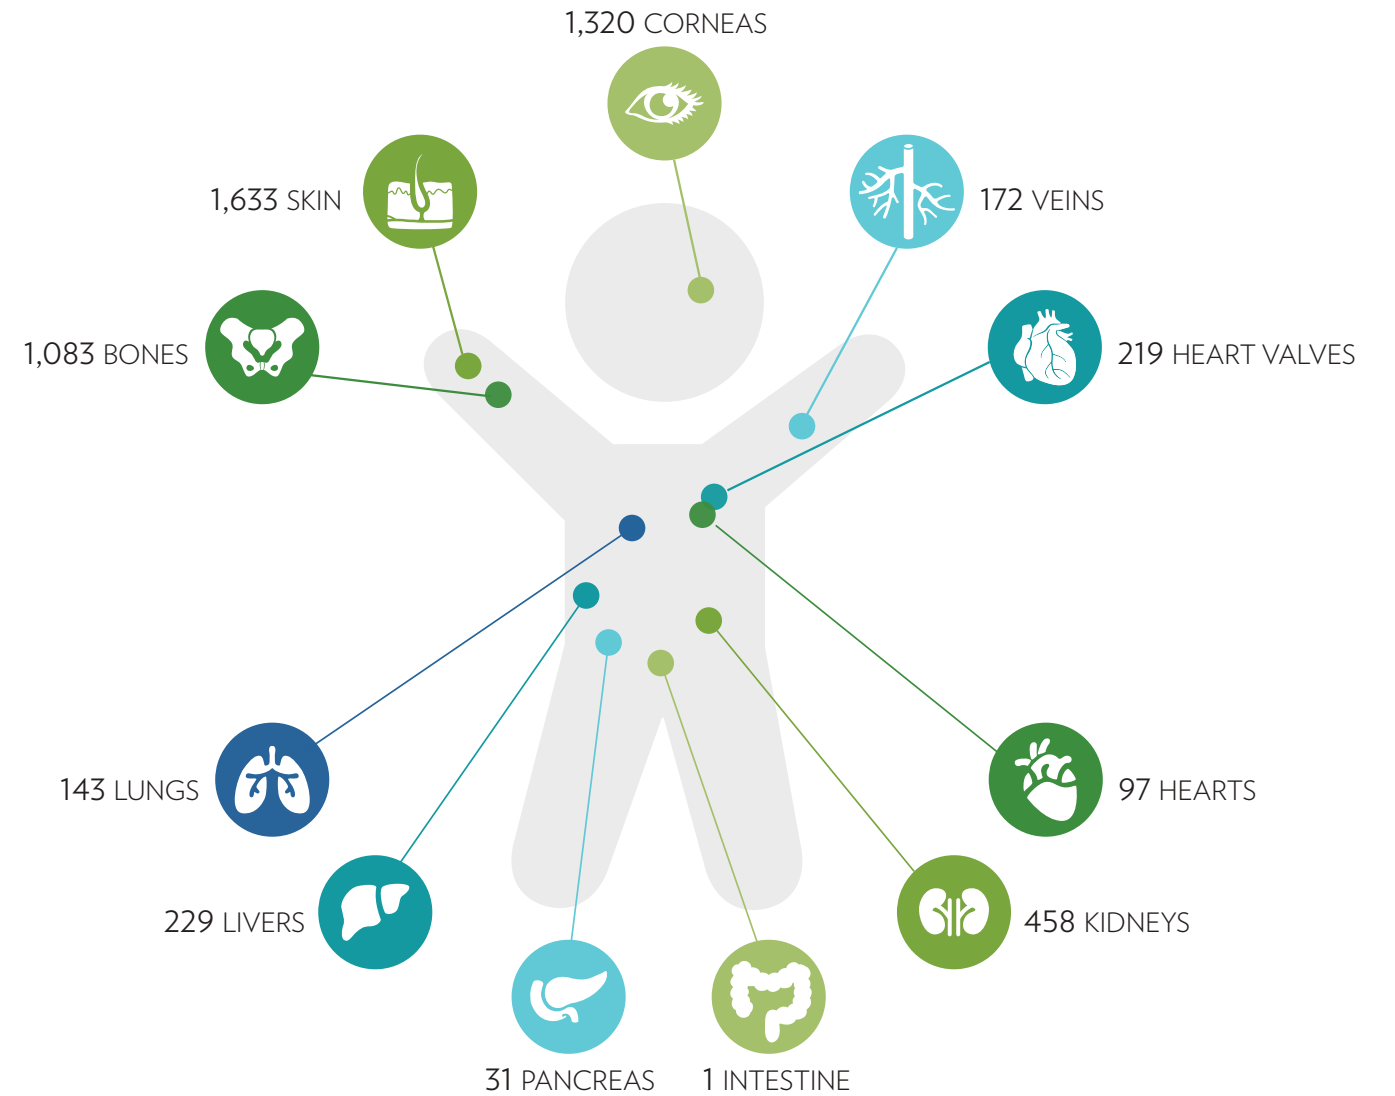 1,320 CORNEAS
1,633 SKIN
172 VEINS
1,083 BONES
219 HEART VALVES
143 LUNGS
97 HEARTS
229 LIVERS
458 KIDNEYS
31 PANCREAS
1 INTESTINE